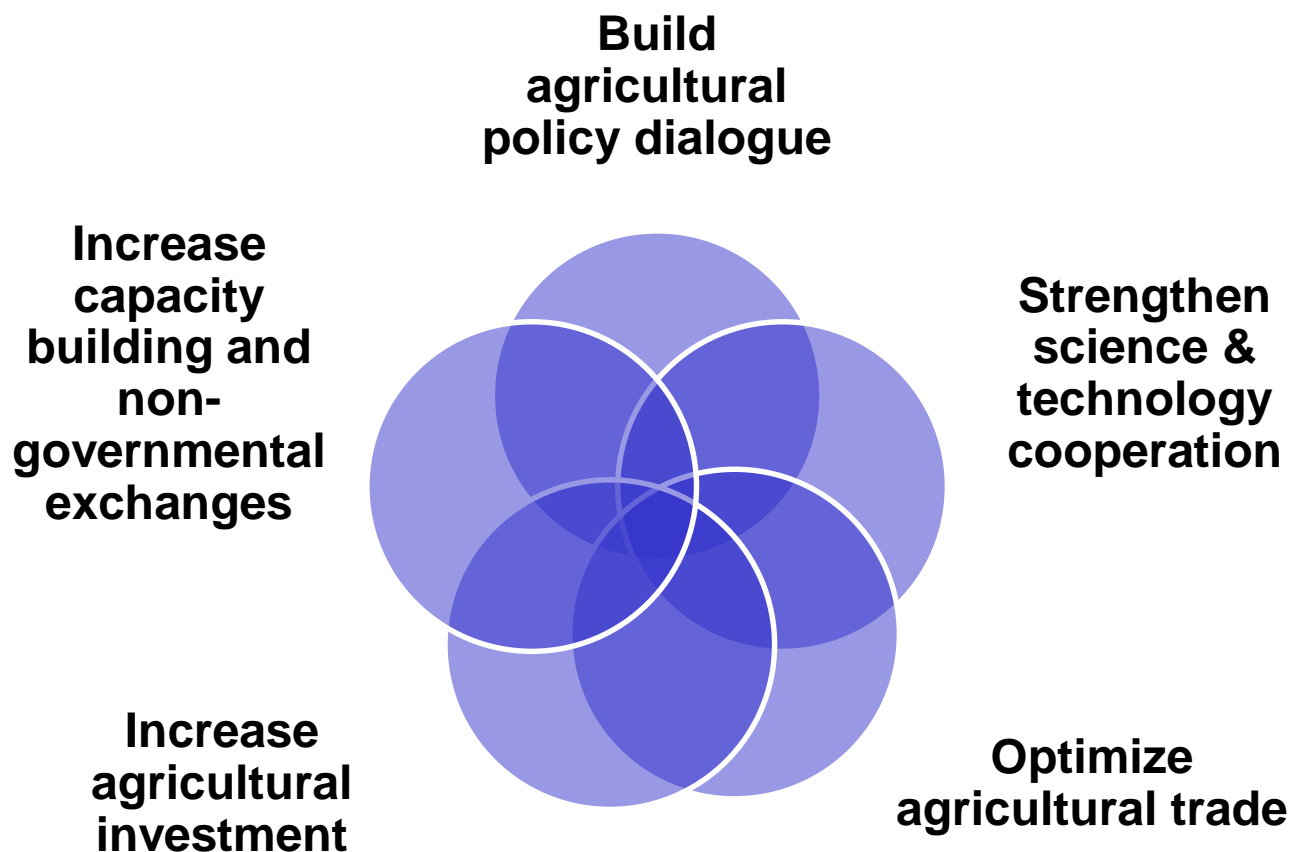 Build
agricultural
policy dialogue
Increase
capacity
building and
non-
governmental
exchanges
Strengthen
science &
technology
cooperation
Increase
agricultural
investment
Optimize
agricultural trade